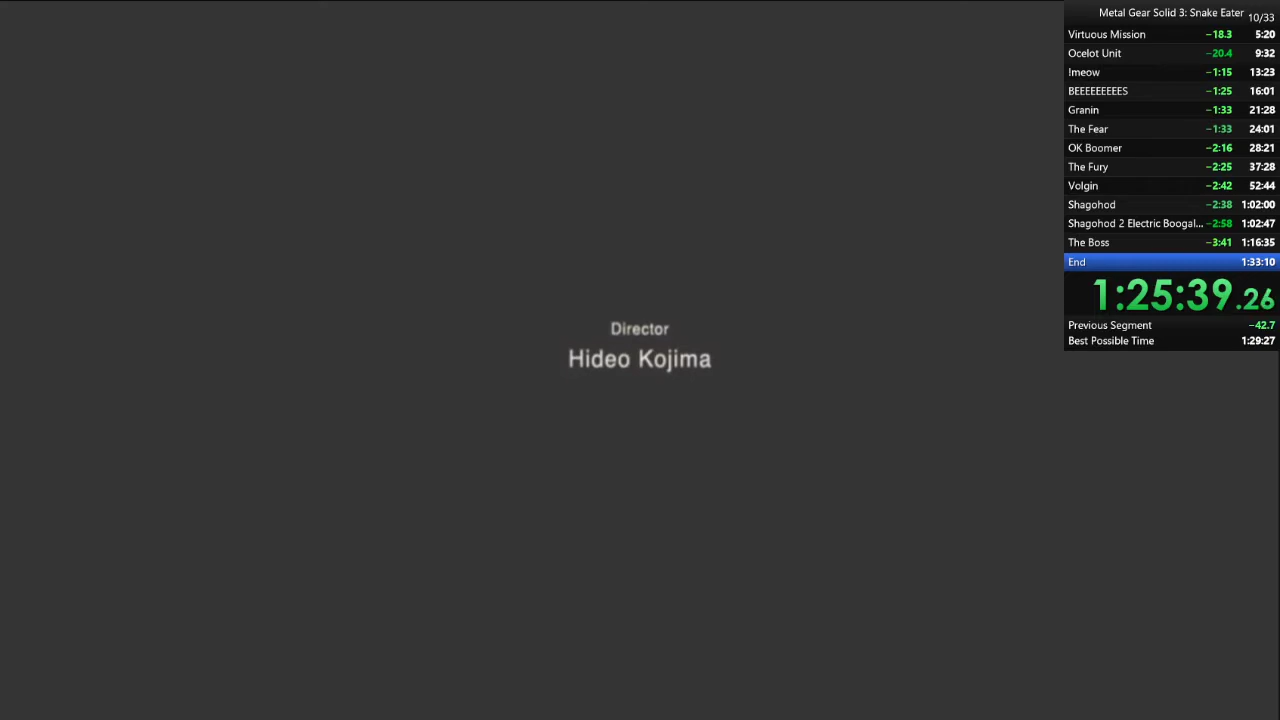 Metal Gear Solid 3: Snake Eater 10/33
Virtuous Mission -18.3 5:20
Ocelot Unit -20.4 9:32
!meow -1:15 13:23
BEEEEEEEEES -1:25 16:01
Granin -1:33 21:28
The Fear -1:33 24:01
OK Boomer -2:16 28:21
The Fury -2:25 37:28
Volgin -2:42 52:44
Shagohod -2:38 1:02:00
Shagohod 2 Electric Boogal... -2:58 1:02:47
The Boss -3:41 1:16:35
End 1:33:10
1:25:39.26
Previous Segment -42.7
Best Possible Time 1:29:27
Director
Hideo Kojima